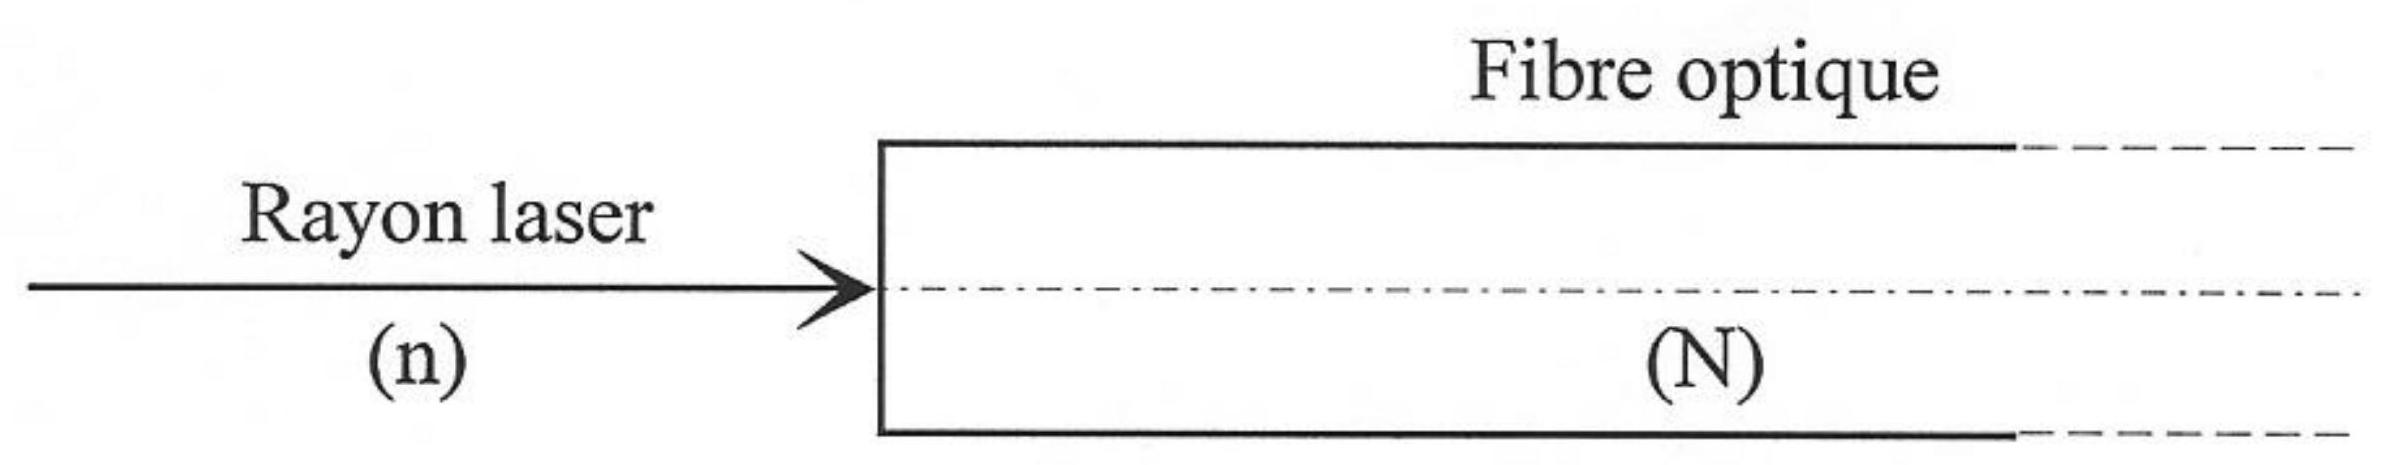 Fibre optique
Rayon laser
(n)
(N)